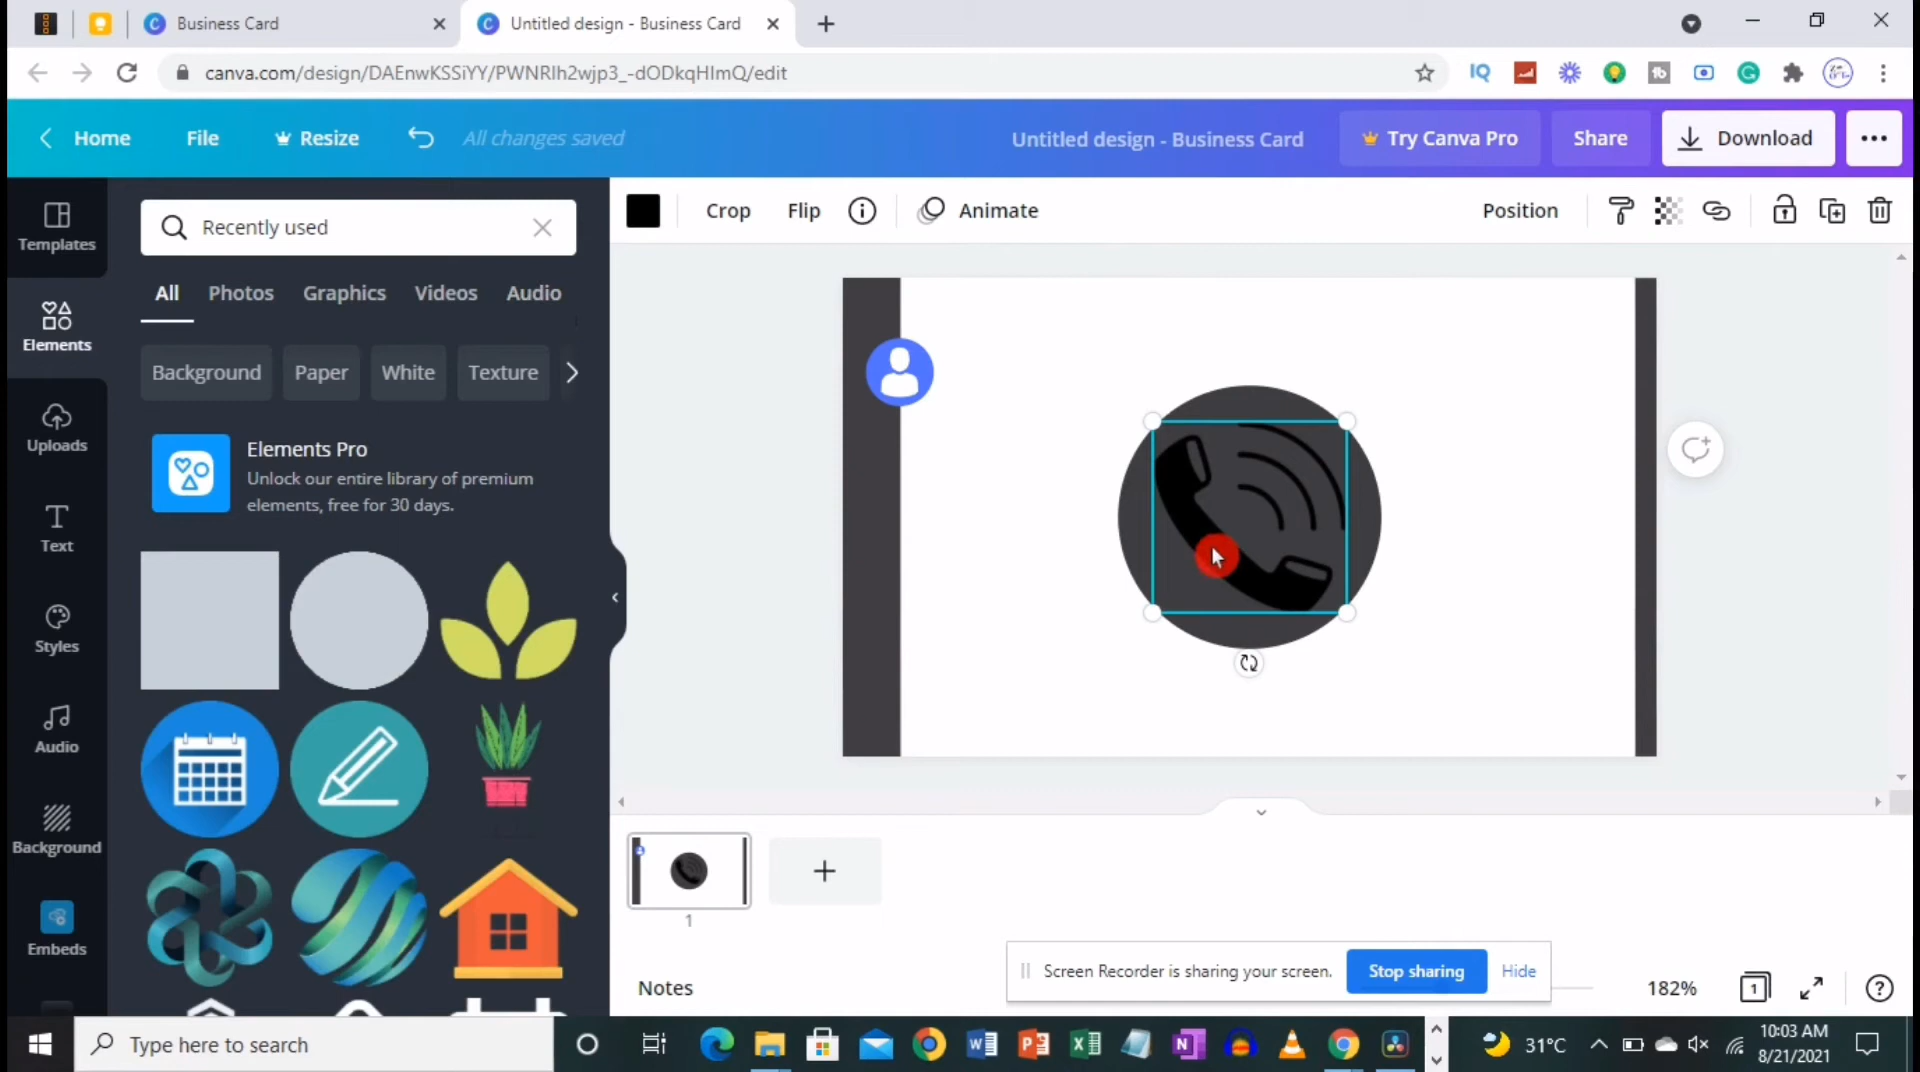 Business Card
Untitled design - Business Card
canva.com/design/DAEnwKSSiYY/PWNRlh2wjp3_-dODkqHImQ/edit
IQ
tb
G
Home
File
Resize
All changes saved
Untitled design - Business Card
Try Canva Pro
Share
Download
Templates
Elements
Uploads
Text
Styles
Audio
Background
Embeds
Recently used
All
Photos
Graphics
Videos
Audio
Background
Paper
White
Texture
Elements Pro
Unlock our entire library of premium
elements, free for 30 days.
Crop
Flip
Animate
Position
1
Notes
Screen Recorder is sharing your screen.
Stop sharing
Hide
182%
1
Type here to search
31°C
10:03 AM
8/21/2021